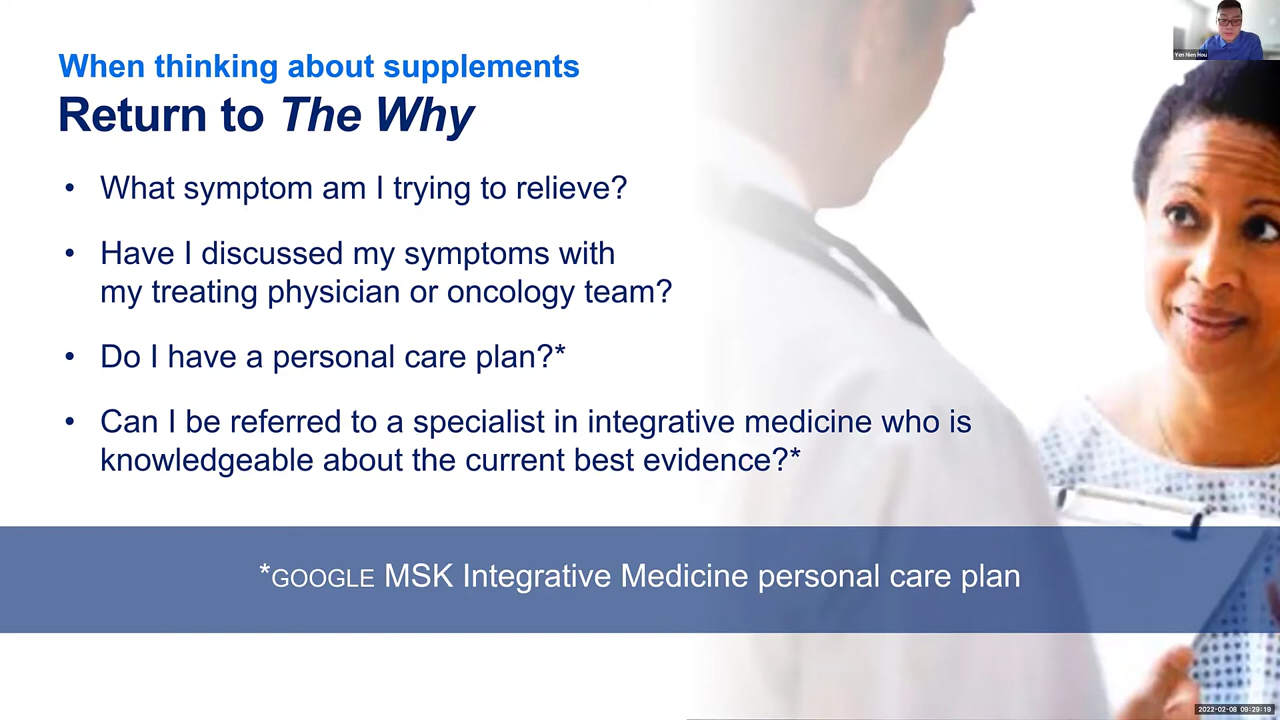 Yen Nien Hou
When thinking about supplements
Return to The Why
• What symptom am I trying to relieve?
• Have I discussed my symptoms with
my treating physician or oncology team?
• Do I have a personal care plan?*
• Can I be referred to a specialist in integrative medicine who is
knowledgeable about the current best evidence?*
*GOOGLE MSK Integrative Medicine personal care plan
2022-02-08 09:29:19